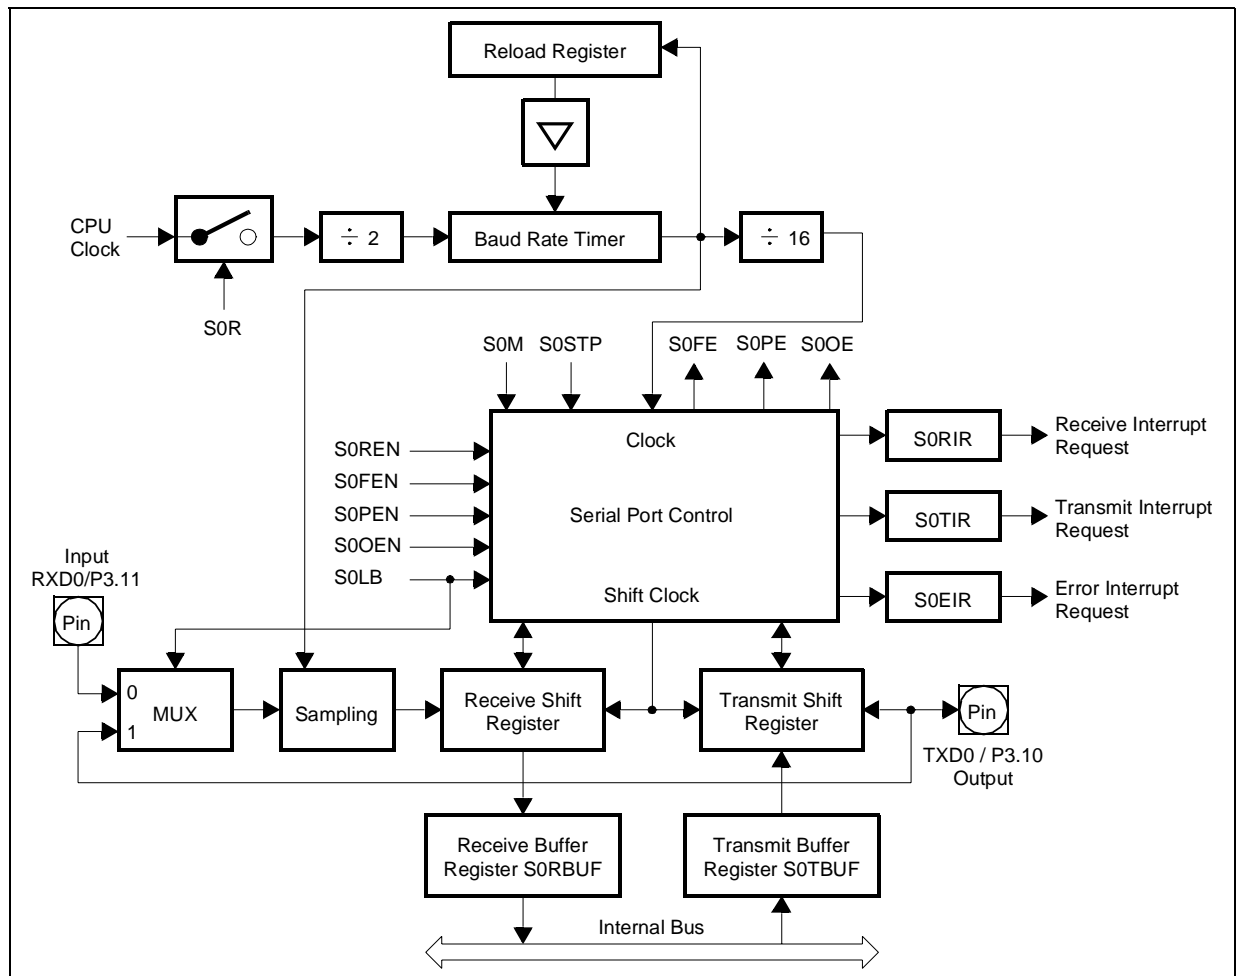 Reload Register
CPU
Clock
÷ 2
Baud Rate Timer
÷ 16
S0R
S0M
S0STP
S0FE
S0PE
S0OE
Clock
S0REN
S0FEN
S0PEN
S0OEN
S0LB
Serial Port Control
Shift Clock
S0RIR
Receive Interrupt
Request
S0TIR
Transmit Interrupt
Request
S0EIR
Error Interrupt
Request
Input
RXD0/P3.11
Pin
0
MUX
1
Sampling
Receive Shift
Register
Transmit Shift
Register
Pin
TXD0 / P3.10
Output
Receive Buffer
Register S0RBUF
Transmit Buffer
Register S0TBUF
Internal Bus